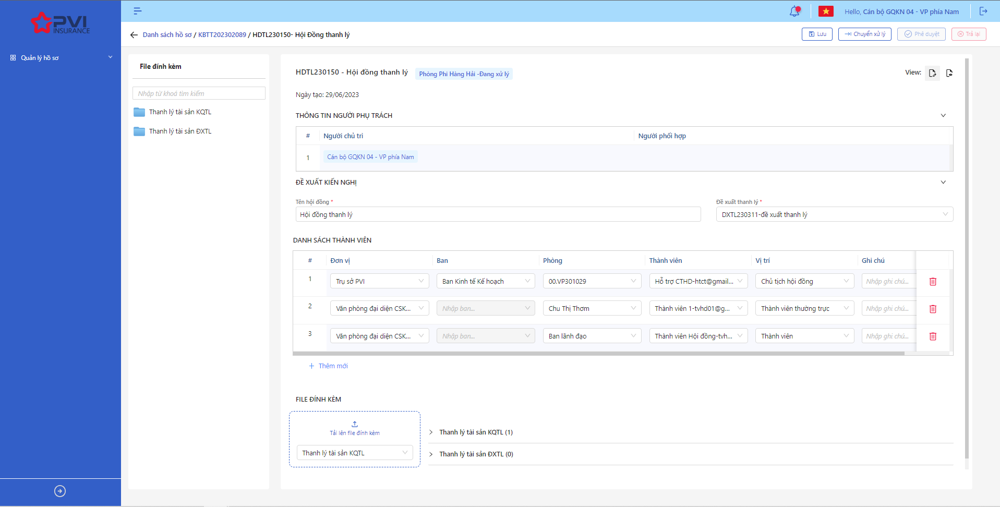 PVI
INSURANCE
Hello, Cán bộ GQKN 04 - VP phía Nam
Quản lý hồ sơ
Danh sách hồ sơ / KBTT202302089 / HDTL230150- Hội Đồng thanh lý
Lưu
Chuyển xử lý
Phê duyệt
Trả lại
File đính kèm
Nhập từ khoá tìm kiếm
Thanh lý tài sản KQTL
Thanh lý tài sản ĐXTL
HDTL230150 - Hội đồng thanh lý
Phòng Phi Hàng Hải -Đang xử lý
View:
Ngày tạo: 29/06/2023
THÔNG TIN NGƯỜI PHỤ TRÁCH
# Người chủ trì Người phối hợp
1 Cán bộ GQKN 04 - VP phía Nam
ĐỀ XUẤT KIẾN NGHỊ
Tên hội đồng * Đề xuất thanh lý *
Hội đồng thanh lý DXTL230311-đề xuất thanh lý
DANH SÁCH THÀNH VIÊN
# Đơn vị Ban Phòng Thành viên Vị trí Ghi chú
1 Trụ sở PVI Ban Kinh tế Kế hoạch 00.VP301029 Hỗ trợ CTHD-htct@gmail... Chủ tịch hội đồng Nhập ghi chú...
2 Văn phòng đại diện CSK... Nhập ban... Chu Thị Thơm Thành viên 1-tvhd01@g... Thành viên thường trực Nhập ghi chú...
3 Văn phòng đại diện CSK... Nhập ban... Ban lãnh đạo Thành viên Hội đồng-tvh... Thành viên Nhập ghi chú...
+ Thêm mới
FILE ĐÍNH KÈM
Tải lên file đính kèm
Thanh lý tài sản KQTL
Thanh lý tài sản KQTL (1)
Thanh lý tài sản ĐXTL (0)